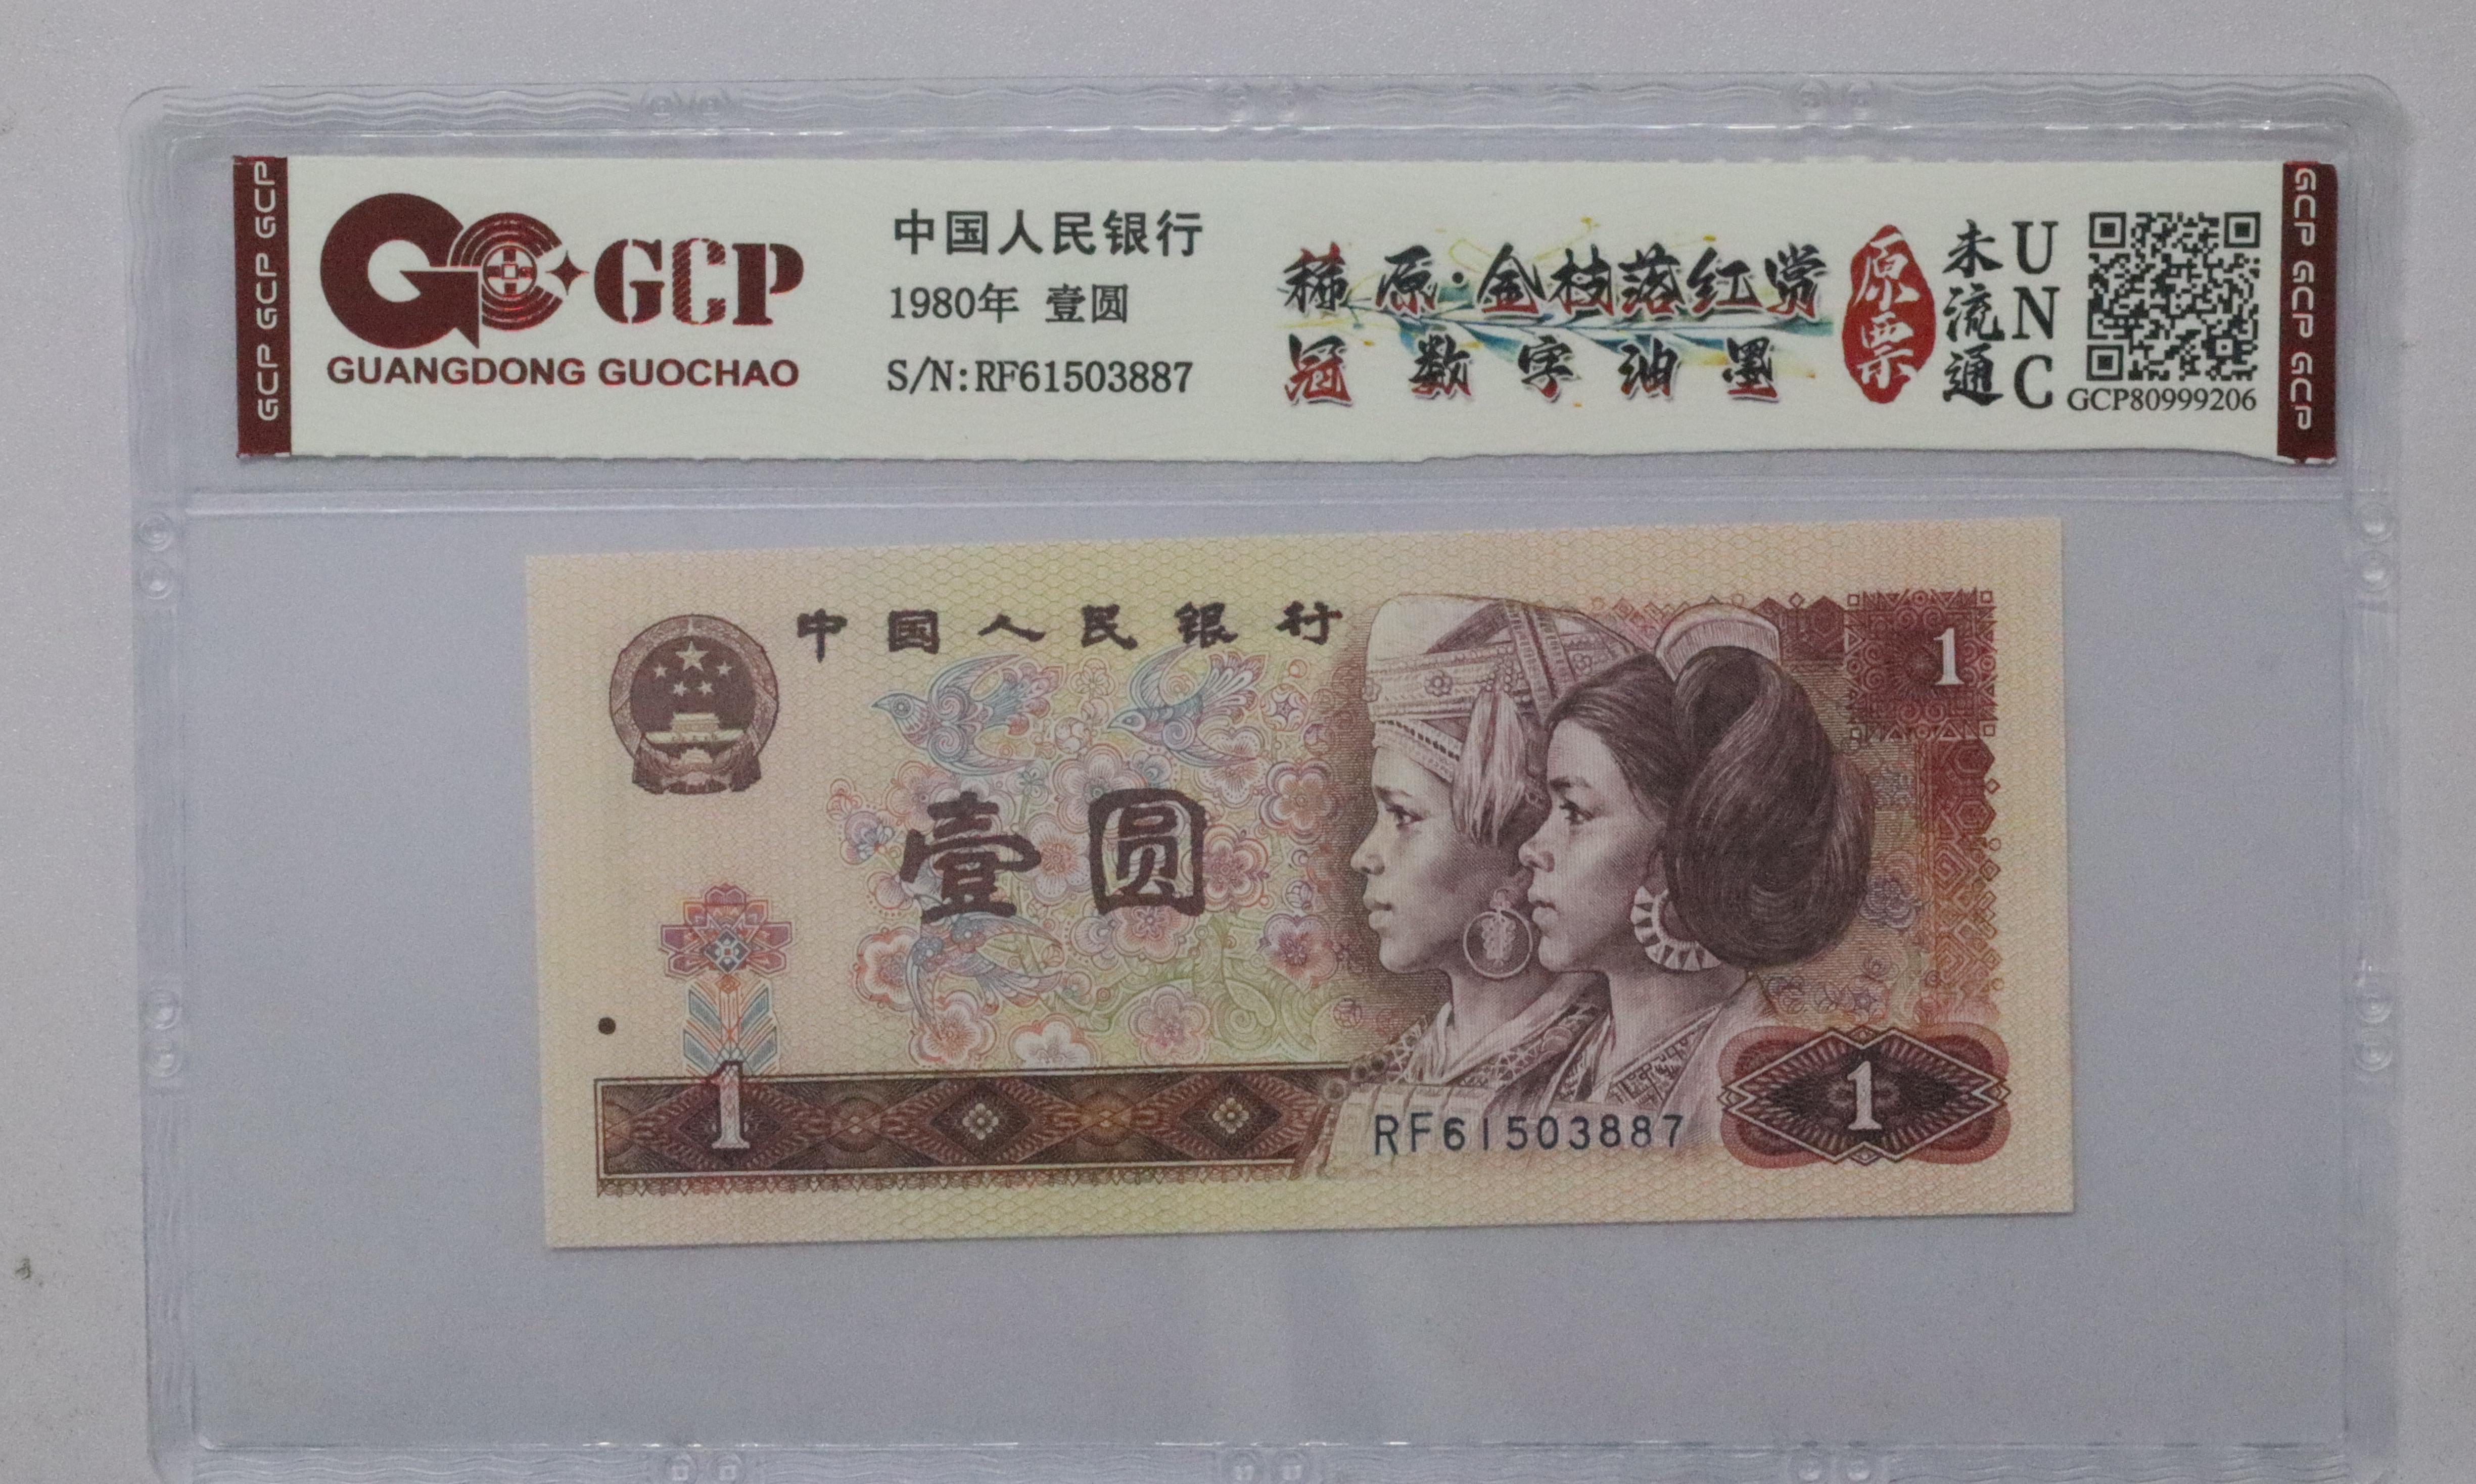 GCP GCP GCP
GCP
GUANGDONG GUOCHAO
中国人民银行
1980年 壹圆
S/N:RF61503887
稀原·金枝落红赏
冠数字油墨
原票
未流通
UNC
GCP80999206
GCP GCP GCP
中国人民银行
1
壹圆
1
RF61503887
1